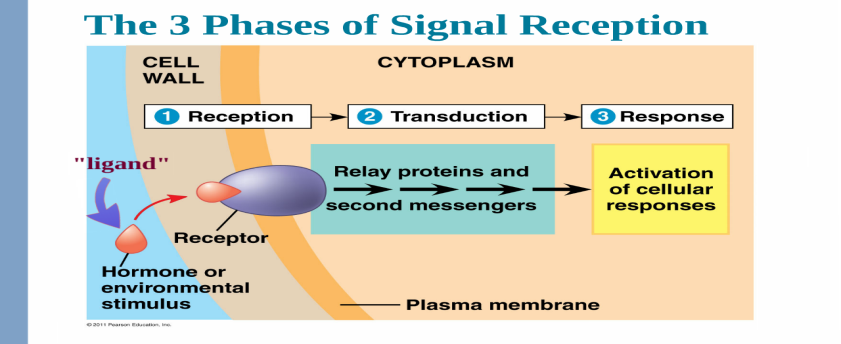 The 3 Phases of Signal Reception
CELL
WALL
CYTOPLASM
1 Reception
2 Transduction
3 Response
"ligand"
Relay proteins and
second messengers
Activation
of cellular
responses
Receptor
Hormone or
environmental
stimulus
Plasma membrane
© 2011 Pearson Education, Inc.